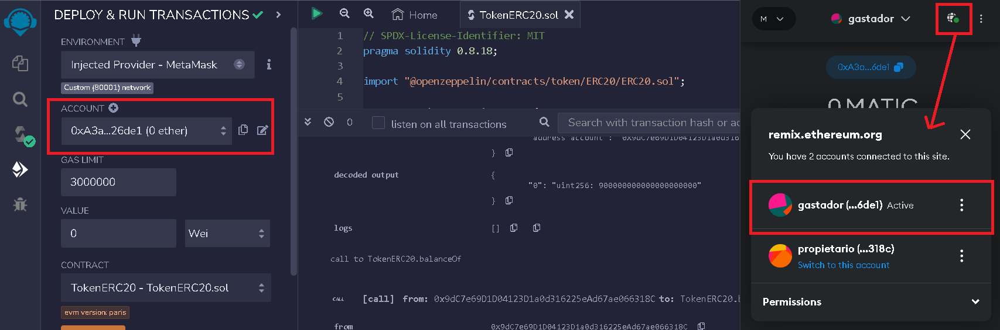 DEPLOY & RUN TRANSACTIONS
ENVIRONMENT
Injected Provider - MetaMask
Custom (80001) network
ACCOUNT
0xA3a...26de1 (0 ether)
GAS LIMIT
3000000
VALUE
0
Wei
CONTRACT
TokenERC20 - TokenERC20.sol
evm version: paris
Home
TokenERC20.sol
1 // SPDX-License-Identifier: MIT
2 pragma solidity 0.8.18;
3
4 import "@openzeppelin/contracts/token/ERC20/ERC20.sol";
5
0
listen on all transactions
Search with transaction hash or ad
"address account": "0x9dC7e69D1D04123D1a0d316
}
decoded output {
"0": "uint256: 900000000000000000000"
}
logs []
call to TokenERC20.balanceOf
CALL [call] from: 0x9dC7e69D1D04123D1a0d316225eAd67ae066318C to: TokenERC20.b
from 0x9dC7e69D1D04123D1a0d316225eAd67ae066318C
M
gastador
0xA3a...6de1
0 MATIC
remix.ethereum.org
You have 2 accounts connected to this site.
gastador (...6de1) Active
propietario (...318c)
Switch to this account
Permissions